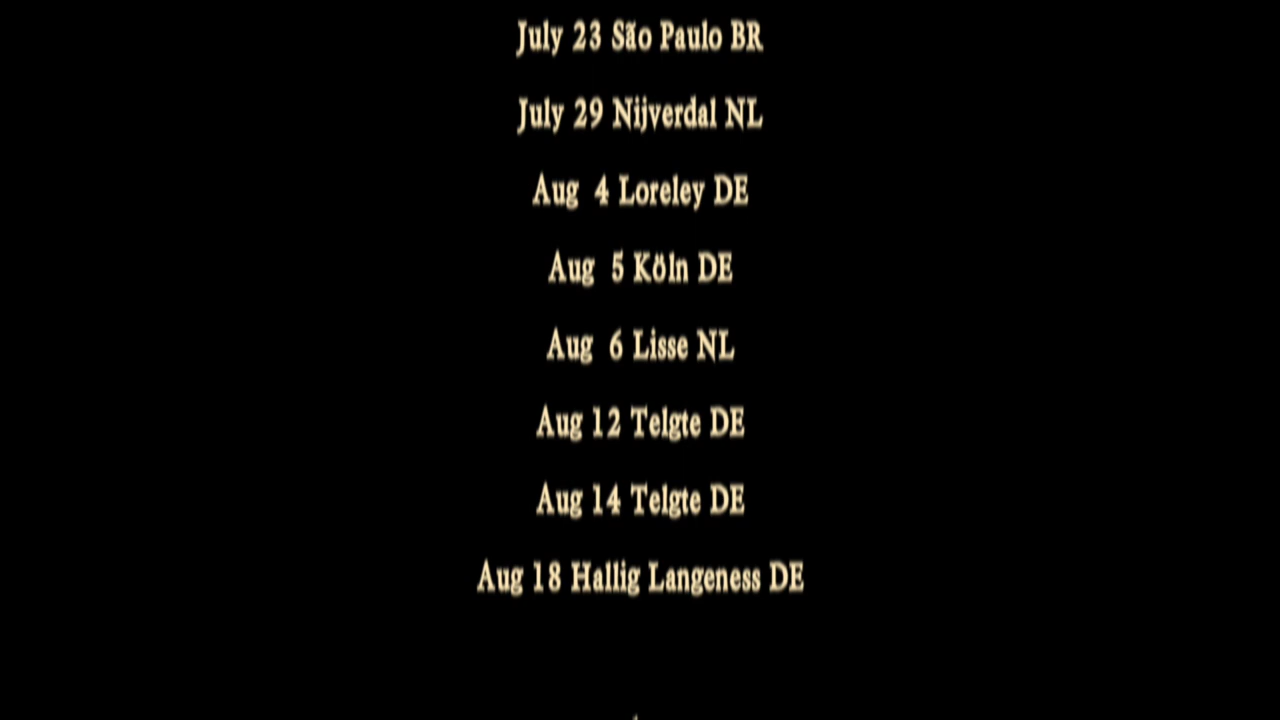 July 23 São Paulo BR
July 29 Nijverdal NL
Aug  4 Loreley DE
Aug  5 Köln DE
Aug  6 Lisse NL
Aug 12 Telgte DE
Aug 14 Telgte DE
Aug 18 Hallig Langeness DE